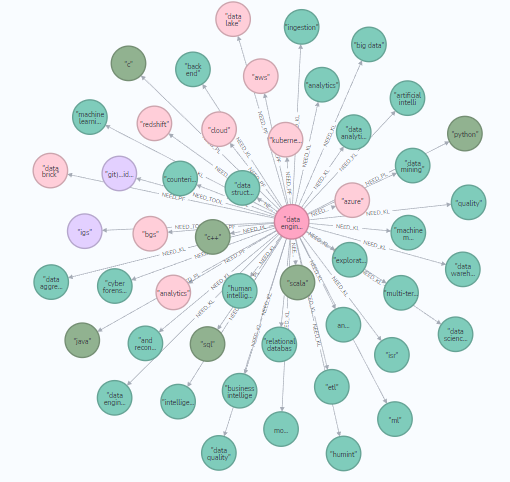 "data
lake"
"ingestion"
"big data"
"c"
"back
end"
"aws"
"analytics"
"artificial
intelli
"machine
learni...
"redshift"
"cloud"
"kuberne...
"data
analyti...
"python"
"data
brick"
"git)...id...
"counteri...
"data
struct...
"data
mining"
"azure"
"quality"
"igs"
"bgs"
"c++"
"data
engin...
"machine
m...
"data
aggre...
"cyber
forens...
"analytics"
"human
intellig...
"scala"
"explorat...
"multi-ter...
"data
wareh...
"java"
"and
recon...
"sql"
"relational
databas
an...
"isr"
"data
scienc...
"data
engin...
"intellige...
"business
intellige
"etl"
"ml"
"data
quality"
mo...
"humint"
NEED_KL
NEED_PF
NEED_TOOL
NEED_PL